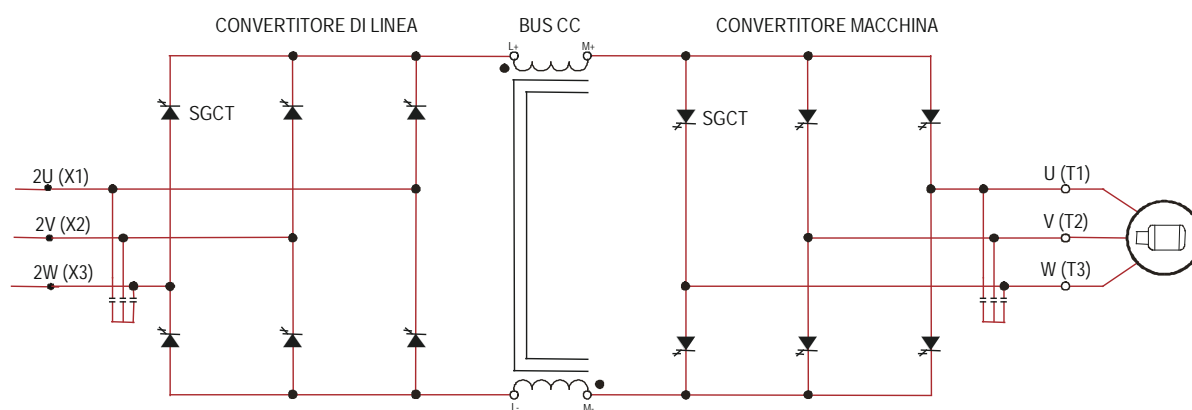 CONVERTITORE DI LINEA
BUS CC
CONVERTITORE MACCHINA
L+
M+
SGCT
SGCT
2U (X1)
U (T1)
2V (X2)
V (T2)
2W (X3)
W (T3)